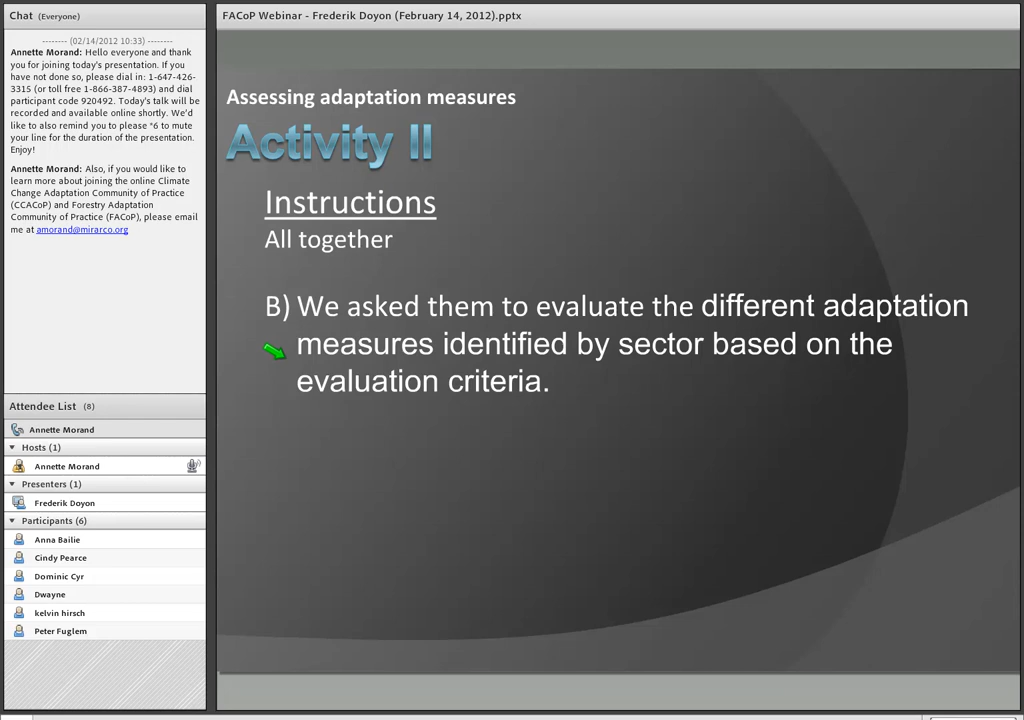 Chat (Everyone)
-------- (02/14/2012 10:33) --------
Annette Morand: Hello everyone and thank
you for joining today's presentation. If you
have not done so, please dial in: 1-647-426-
3315 (or toll free 1-866-387-4893) and dial
participant code 920492. Today's talk will be
recorded and available online shortly. We'd
like to also remind you to please *6 to mute
your line for the duration of the presentation.
Enjoy!
Annette Morand: Also, if you would like to
learn more about joining the online Climate
Change Adaptation Community of Practice
(CCACoP) and Forestry Adaptation
Community of Practice (FACoP), please email
me at amorand@mirarco.org
Attendee List (8)
Annette Morand
Hosts (1)
Annette Morand
Presenters (1)
Frederik Doyon
Participants (6)
Anna Bailie
Cindy Pearce
Dominic Cyr
Dwayne
kelvin hirsch
Peter Fuglem
FACoP Webinar - Frederik Doyon (February 14, 2012).pptx
Assessing adaptation measures
Activity II
Instructions
All together
B) We asked them to evaluate the different adaptation
measures identified by sector based on the
evaluation criteria.